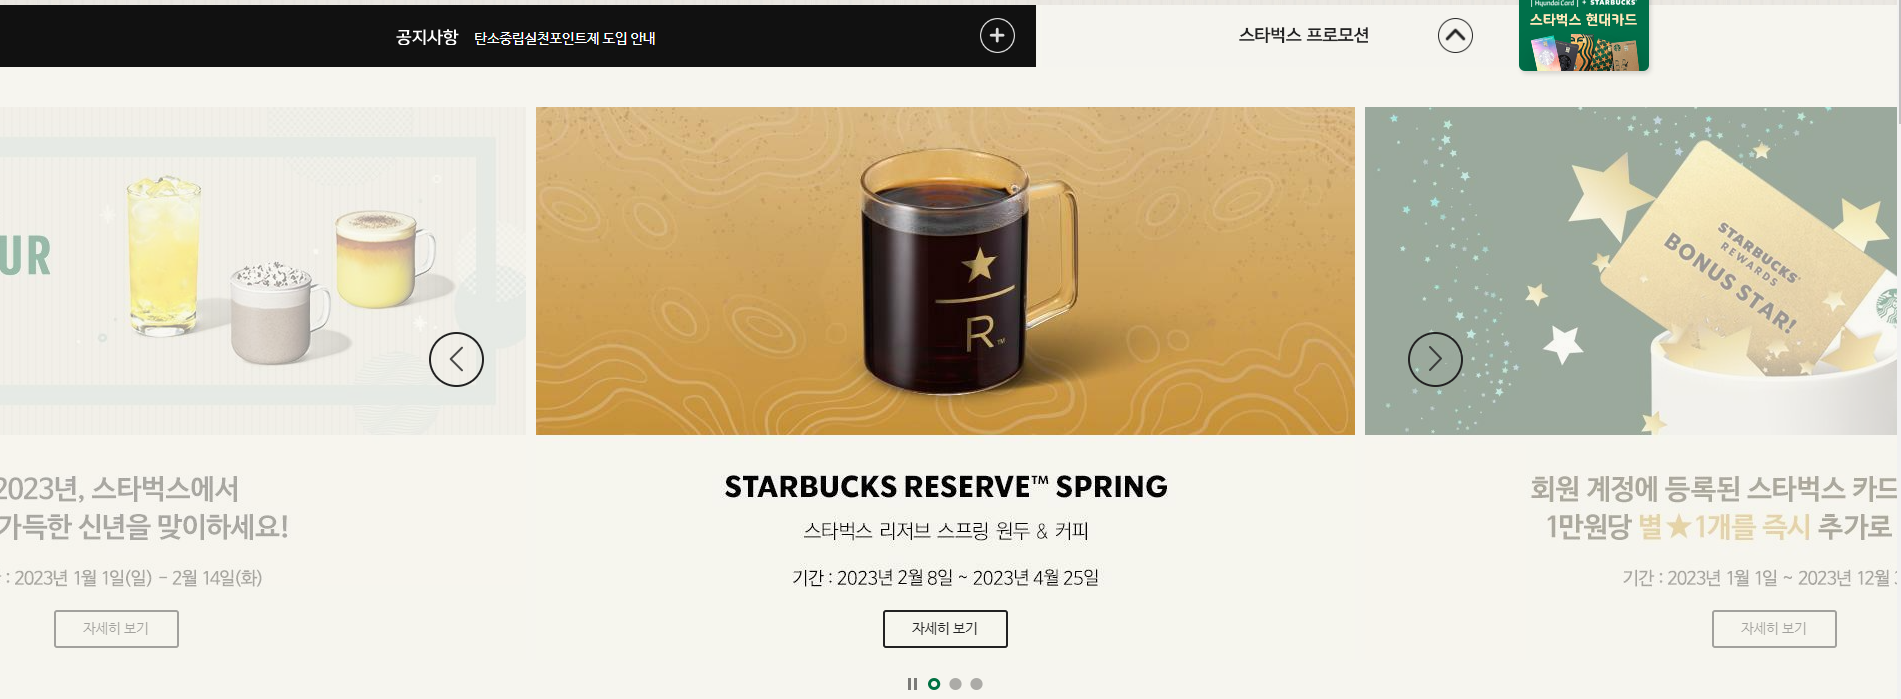 HyundaiCard | + STARBUCKS
스타벅스 현대카드
공지사항 탄소중립실천포인트제 도입 안내
스타벅스 프로모션
UR
STARBUCKS
REWARDS
BONUS STAR!
R™
2023년, 스타벅스에서
가득한 신년을 맞이하세요!
: 2023년 1월 1일(일) - 2월 14일(화)
자세히 보기
STARBUCKS RESERVE™ SPRING
스타벅스 리저브 스프링 원두 & 커피
기간 : 2023년 2월 8일 ~ 2023년 4월 25일
자세히 보기
회원 계정에 등록된 스타벅스 카드
1만원당 별★1개를 즉시 추가로
기간 : 2023년 1월 1일 ~ 2023년 12월
자세히 보기